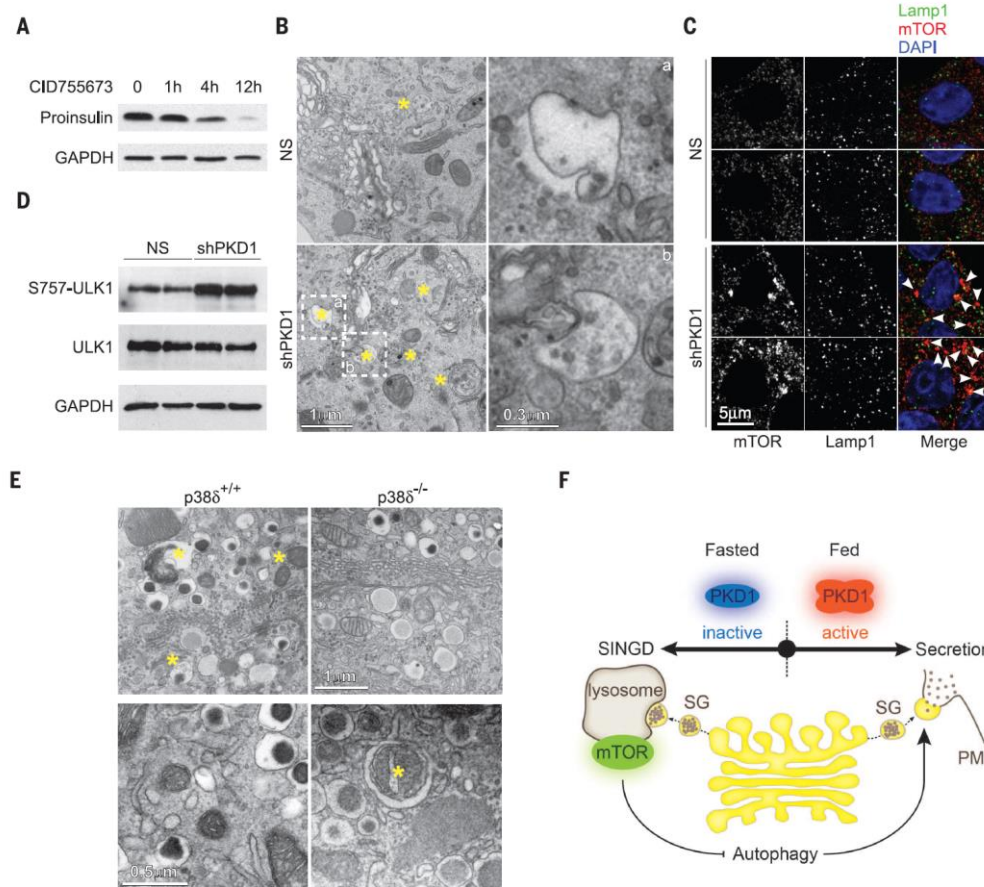 A
CID755673 0 1h 4h 12h
Proinsulin
GAPDH
B
NS
a
shPKD1
a
b
b
1μm
0.3μm
C
Lamp1
mTOR
DAPI
NS
shPKD1
5μm
mTOR Lamp1 Merge
D
NS shPKD1
S757-ULK1
ULK1
GAPDH
E
p38δ+/+ p38δ-/-
1μm
0.5μm
F
Fasted Fed
PKD1 PKD1
inactive active
SINGD Secretion
lysosome
SG SG
mTOR
PM
Autophagy